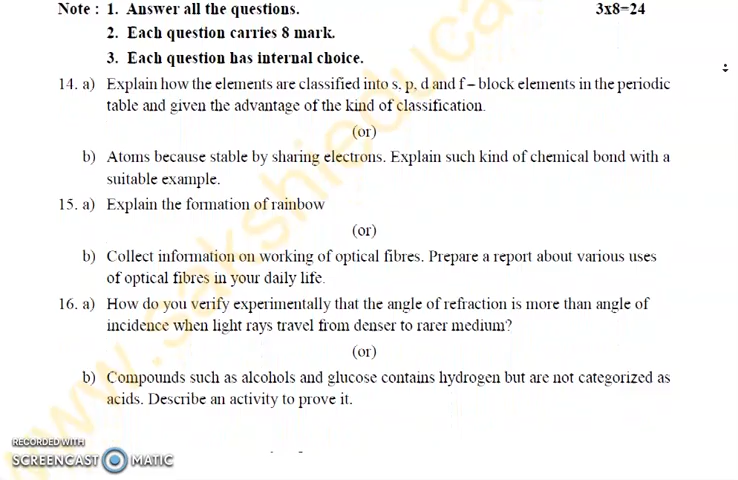 Note : 1. Answer all the questions. 3x8=24
2. Each question carries 8 mark.
3. Each question has internal choice.
14. a) Explain how the elements are classified into s, p, d and f – block elements in the periodic
table and given the advantage of the kind of classification.
(or)
b) Atoms because stable by sharing electrons. Explain such kind of chemical bond with a
suitable example.
15. a) Explain the formation of rainbow
(or)
b) Collect information on working of optical fibres. Prepare a report about various uses
of optical fibres in your daily life.
16. a) How do you verify experimentally that the angle of refraction is more than angle of
incidence when light rays travel from denser to rarer medium?
(or)
b) Compounds such as alcohols and glucose contains hydrogen but are not categorized as
acids. Describe an activity to prove it.
www.sakshieduca
RECORDED WITH
SCREENCAST MATIC